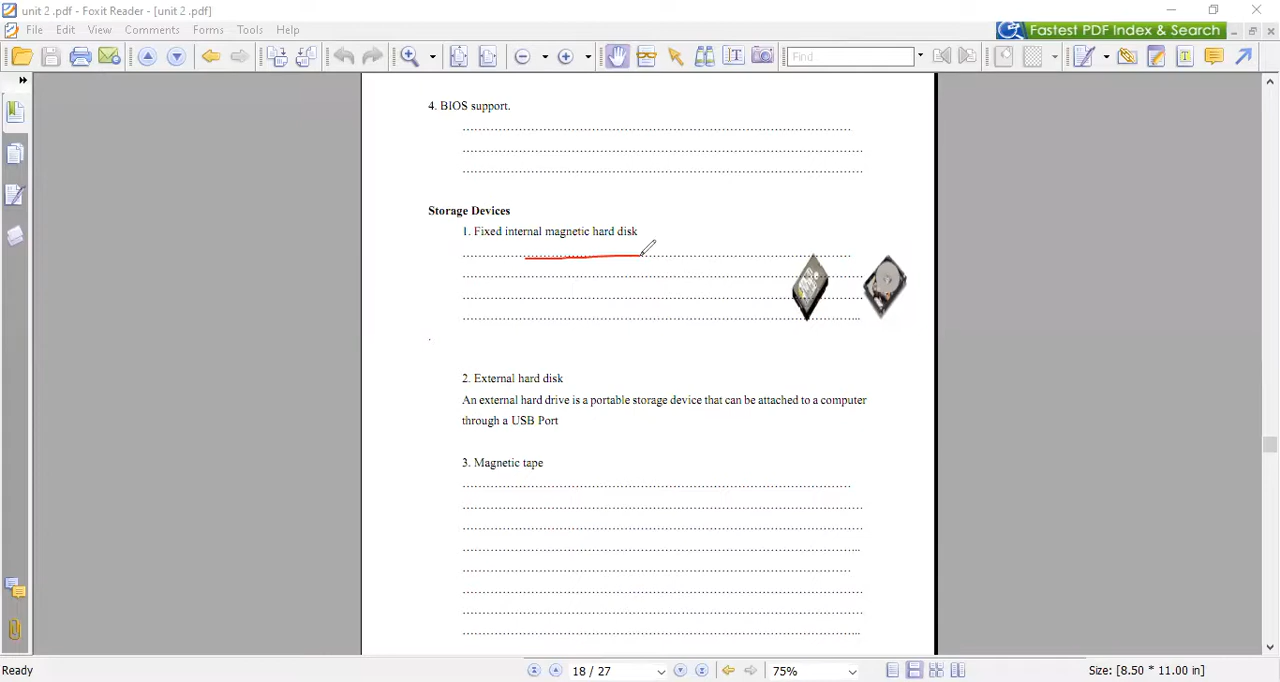 unit 2 .pdf - Foxit Reader - [unit 2 .pdf]
File Edit View Comments Forms Tools Help
Fastest PDF Index & Search
Find
4. BIOS support.
................................................................................
................................................................................
................................................................................
Storage Devices
1. Fixed internal magnetic hard disk
................................................................................
................................................................................
................................................................................
................................................................................
.
2. External hard disk
An external hard drive is a portable storage device that can be attached to a computer
through a USB Port
3. Magnetic tape
................................................................................
................................................................................
................................................................................
................................................................................
................................................................................
................................................................................
................................................................................
................................................................................
Ready
18 / 27
75%
Size: [8.50 * 11.00 in]